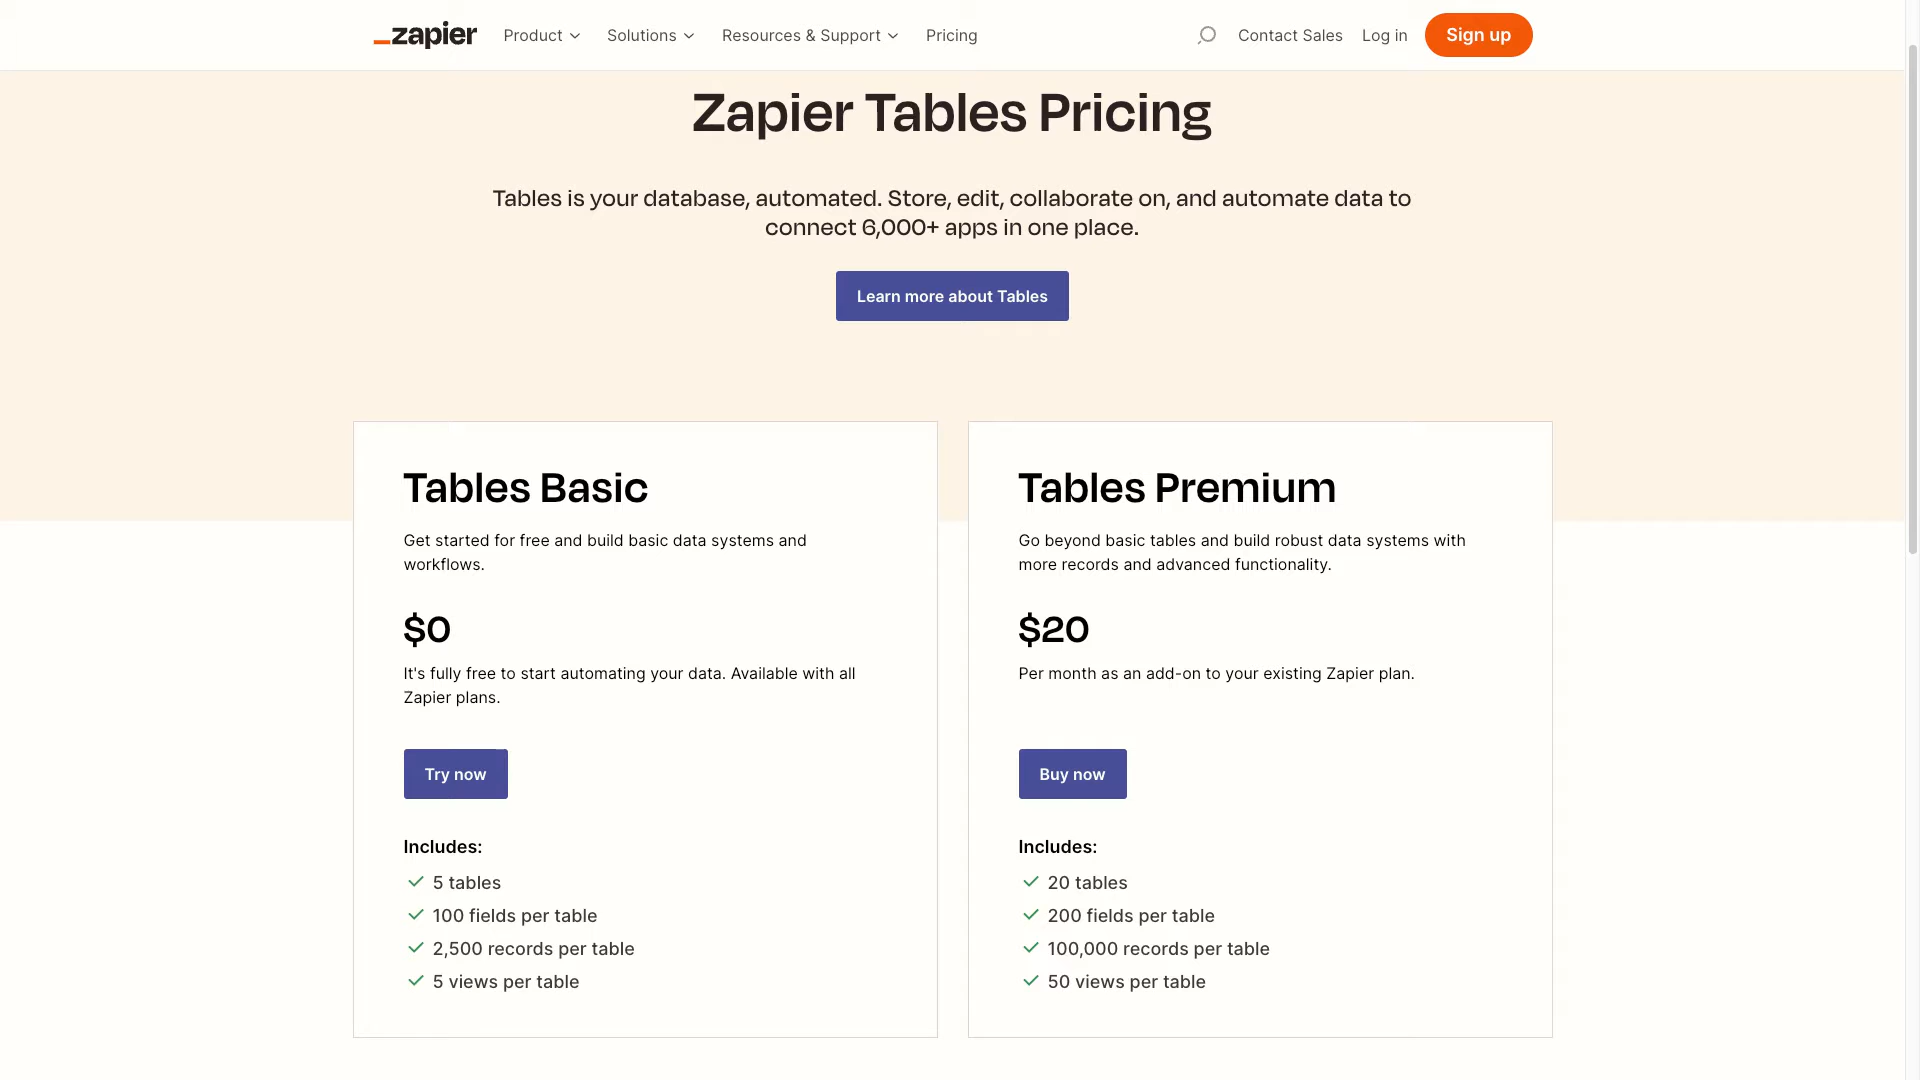 zapier Product Solutions Resources & Support Pricing Contact Sales Log in Sign up
Zapier Tables Pricing
Tables is your database, automated. Store, edit, collaborate on, and automate data to
connect 6,000+ apps in one place.
Learn more about Tables
Tables Basic
Get started for free and build basic data systems and
workflows.
$0
It's fully free to start automating your data. Available with all
Zapier plans.
Try now
Includes:
5 tables
100 fields per table
2,500 records per table
5 views per table
Tables Premium
Go beyond basic tables and build robust data systems with
more records and advanced functionality.
$20
Per month as an add-on to your existing Zapier plan.
Buy now
Includes:
20 tables
200 fields per table
100,000 records per table
50 views per table